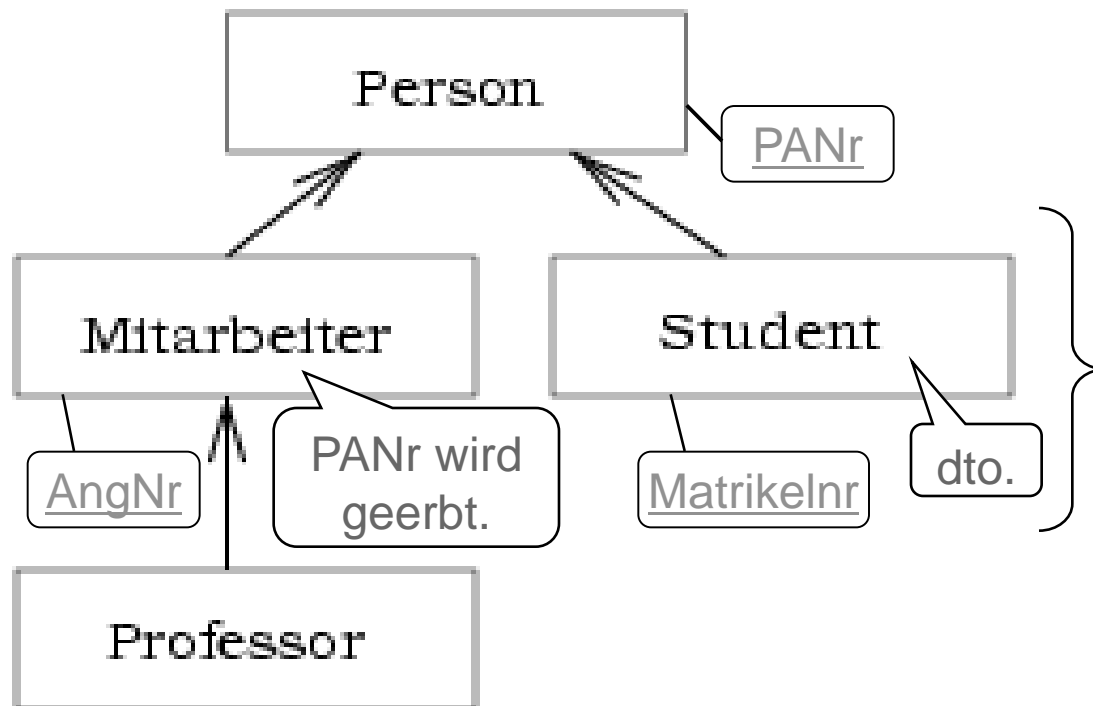 Person
PANr
Mitarbeiter
Student
AngNr
PANr wird
geerbt.
Matrikelnr
dto.
Professor